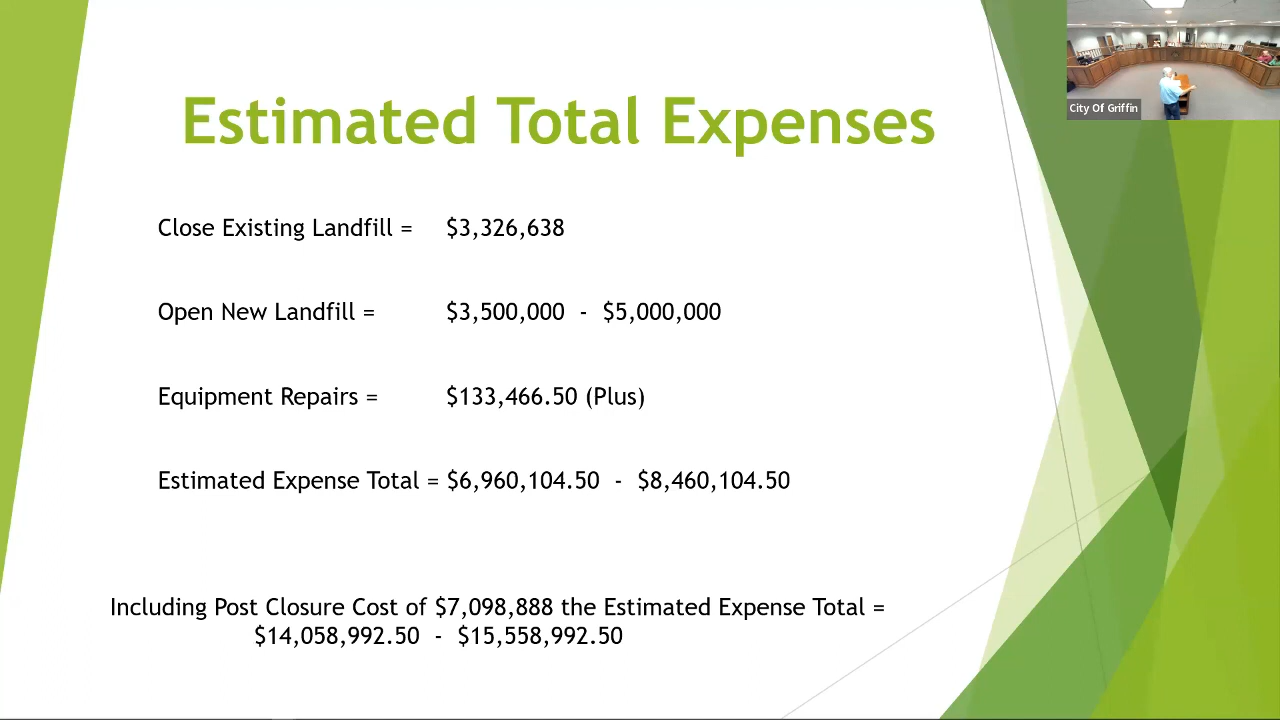 Estimated Total Expenses
City Of Griffin
Close Existing Landfill = $3,326,638
Open New Landfill = $3,500,000 - $5,000,000
Equipment Repairs = $133,466.50 (Plus)
Estimated Expense Total = $6,960,104.50 - $8,460,104.50
Including Post Closure Cost of $7,098,888 the Estimated Expense Total =
$14,058,992.50 - $15,558,992.50